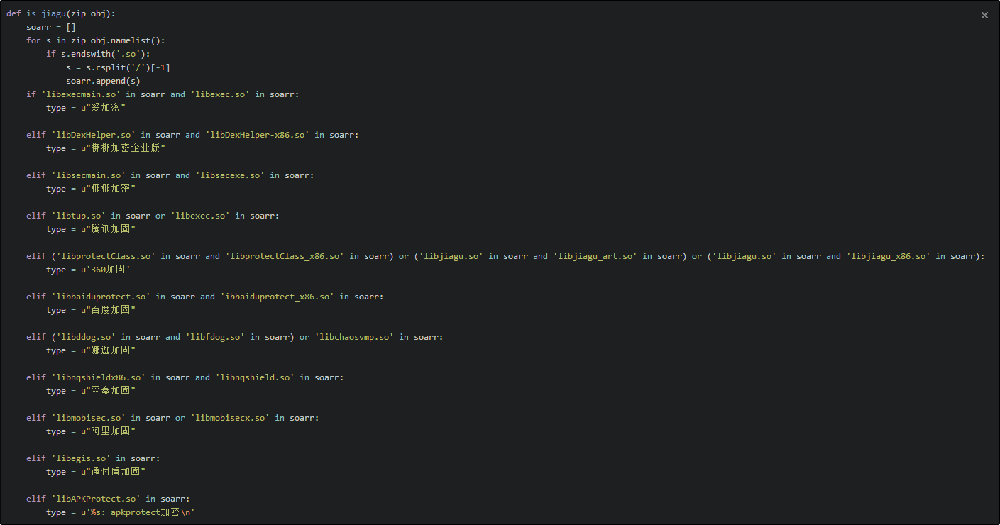 def is_jiagu(zip_obj):
    soarr = []
    for s in zip_obj.namelist():
        if s.endswith('.so'):
            s = s.rsplit('/')[-1]
            soarr.append(s)
    if 'libexecmain.so' in soarr and 'libexec.so' in soarr:
        type = u"爱加密"
    elif 'libDexHelper.so' in soarr and 'libDexHelper-x86.so' in soarr:
        type = u"梆梆加密企业版"
    elif 'libsecmain.so' in soarr and 'libsecexe.so' in soarr:
        type = u"梆梆加密"
    elif 'libtup.so' in soarr or 'libexec.so' in soarr:
        type = u"腾讯加固"
    elif ('libprotectClass.so' in soarr and 'libprotectClass_x86.so' in soarr) or ('libjiagu.so' in soarr and 'libjiagu_art.so' in soarr) or ('libjiagu.so' in soarr and 'libjiagu_x86.so' in soarr):
        type = u'360加固'
    elif 'libbaiduprotect.so' in soarr and 'ibbaiduprotect_x86.so' in soarr:
        type = u"百度加固"
    elif ('libddog.so' in soarr and 'libfdog.so' in soarr) or 'libchaosvmp.so' in soarr:
        type = u"娜迦加固"
    elif 'libnqshieldx86.so' in soarr and 'libnqshield.so' in soarr:
        type = u"网秦加固"
    elif 'libmobisec.so' in soarr or 'libmobisecx.so' in soarr:
        type = u"阿里加固"
    elif 'libegis.so' in soarr:
        type = u"通付盾加固"
    elif 'libAPKProtect.so' in soarr:
        type = u'%s: apkprotect加密\n'